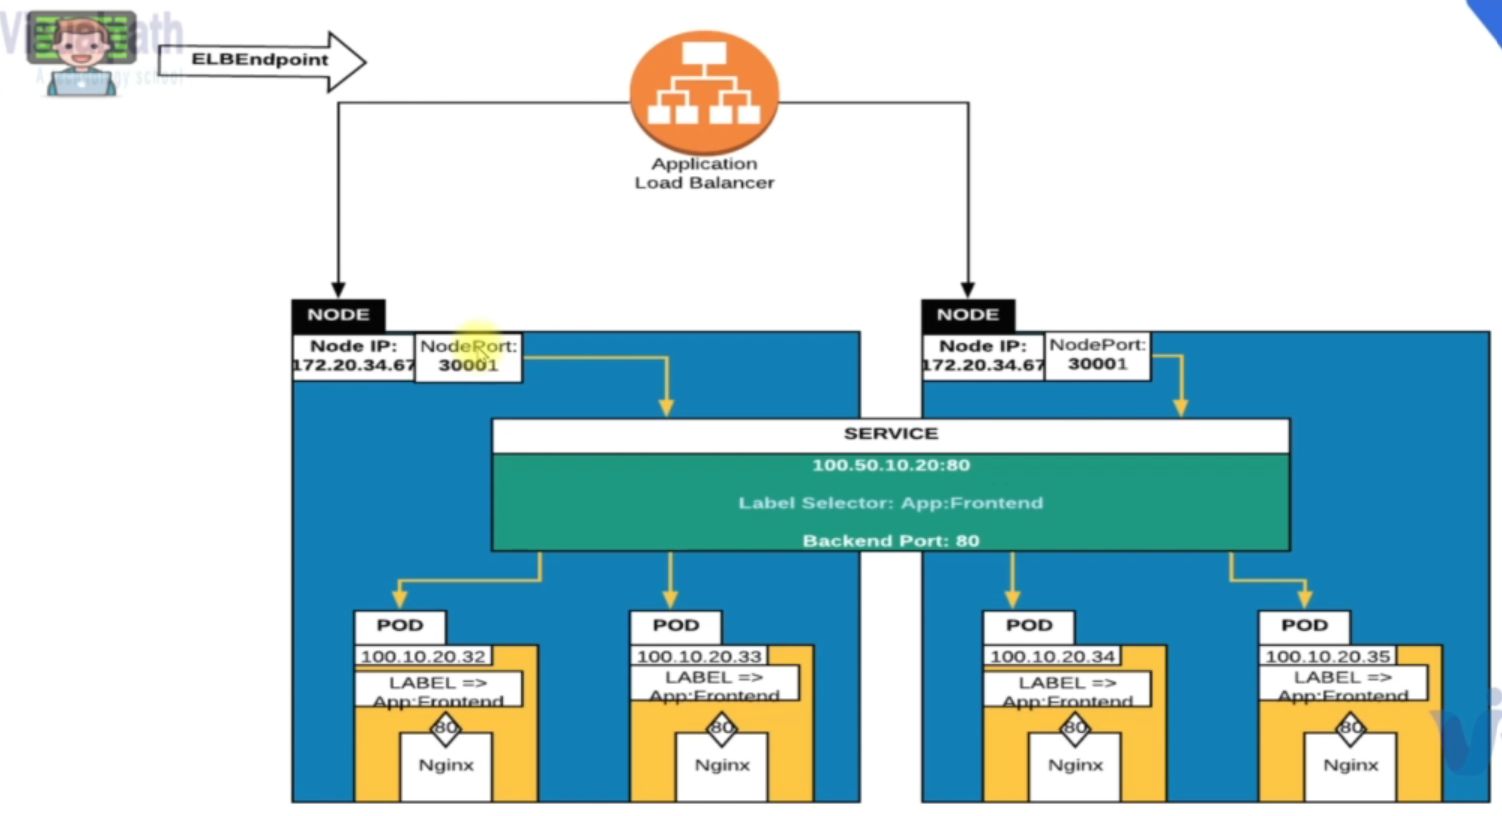 A technology school
ELBEndpoint
Application
Load Balancer
NODE
Node IP:
172.20.34.67
NodePort:
30001
NODE
Node IP:
172.20.34.67
NodePort:
30001
SERVICE
100.50.10.20:80
Label Selector: App:Frontend
Backend Port: 80
POD
100.10.20.32
LABEL =>
App:Frontend
80
Nginx
POD
100.10.20.33
LABEL =>
App:Frontend
80
Nginx
POD
100.10.20.34
LABEL =>
App:Frontend
80
Nginx
POD
100.10.20.35
LABEL =>
App:Frontend
80
Nginx